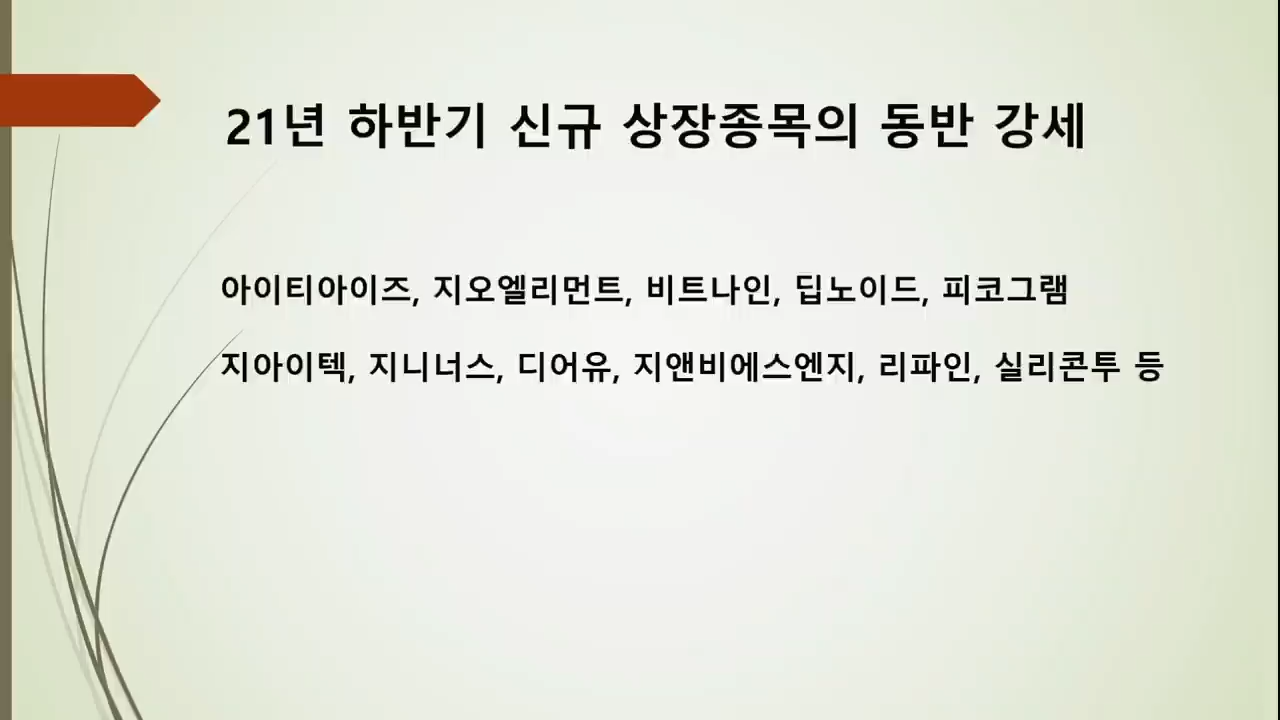 21년 하반기 신규 상장종목의 동반 강세
아이티아이즈, 지오엘리먼트, 비트나인, 딥노이드, 피코그램
지아이텍, 지니너스, 디어유, 지앤비에스엔지, 리파인, 실리콘투 등